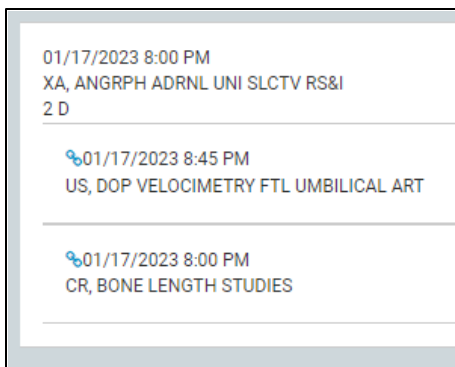 01/17/2023 8:00 PM
XA, ANGRPH ADRNL UNI SLCTV RS&I
2 D
01/17/2023 8:45 PM
US, DOP VELOCIMETRY FTL UMBILICAL ART
01/17/2023 8:00 PM
CR, BONE LENGTH STUDIES